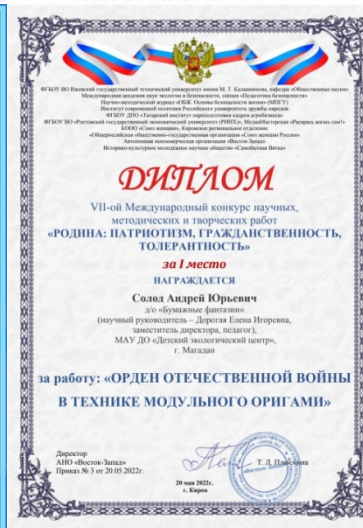 ФГБОУ ВО Ижевский государственный технический университет имени М. Т. Калашникова, кафедра «Общественные науки»
Международная академия наук экологии и безопасности, секция «Педагогика безопасности»
Научно-методический журнал «ОБЖ. Основы безопасности жизни» (МПГУ)
Институт современной политики Российского университета дружбы народов
ФГБОУ ДПО «Татарский институт переподготовки кадров агробизнеса»
ФГБОУ ВО «Ростовский государственный экономический университет (РИНХ)», МедиаМастерская «Раскрась жизнь сам!»
КООО «Союз женщин», Кировское региональное отделение
«Общероссийская общественно-государственная организация «Союз женщин России»
Автономная некоммерческая организация «Восток-Запад»
Историко-культурное молодежное научное общество «Самобытная Вятка»
ДИПЛОМ
VII-ой Международный конкурс научных,
методических и творческих работ
«РОДИНА: ПАТРИОТИЗМ, ГРАЖДАНСТВЕННОСТЬ,
ТОЛЕРАНТНОСТЬ»
за I место
НАГРАЖДАЕТСЯ
Солод Андрей Юрьевич
д/о «Бумажные фантазии»
(научный руководитель – Дорогая Елена Игоревна,
заместитель директора, педагог),
МАУ ДО «Детский экологический центр»,
г. Магадан
за работу: «ОРДЕН ОТЕЧЕСТВЕННОЙ ВОЙНЫ
В ТЕХНИКЕ МОДУЛЬНОГО ОРИГАМИ»
Директор
АНО «Восток-Запад»
Приказ № 3 от 20.05.2022г.
Т. Л.
20 мая 2022г.
г. Киров